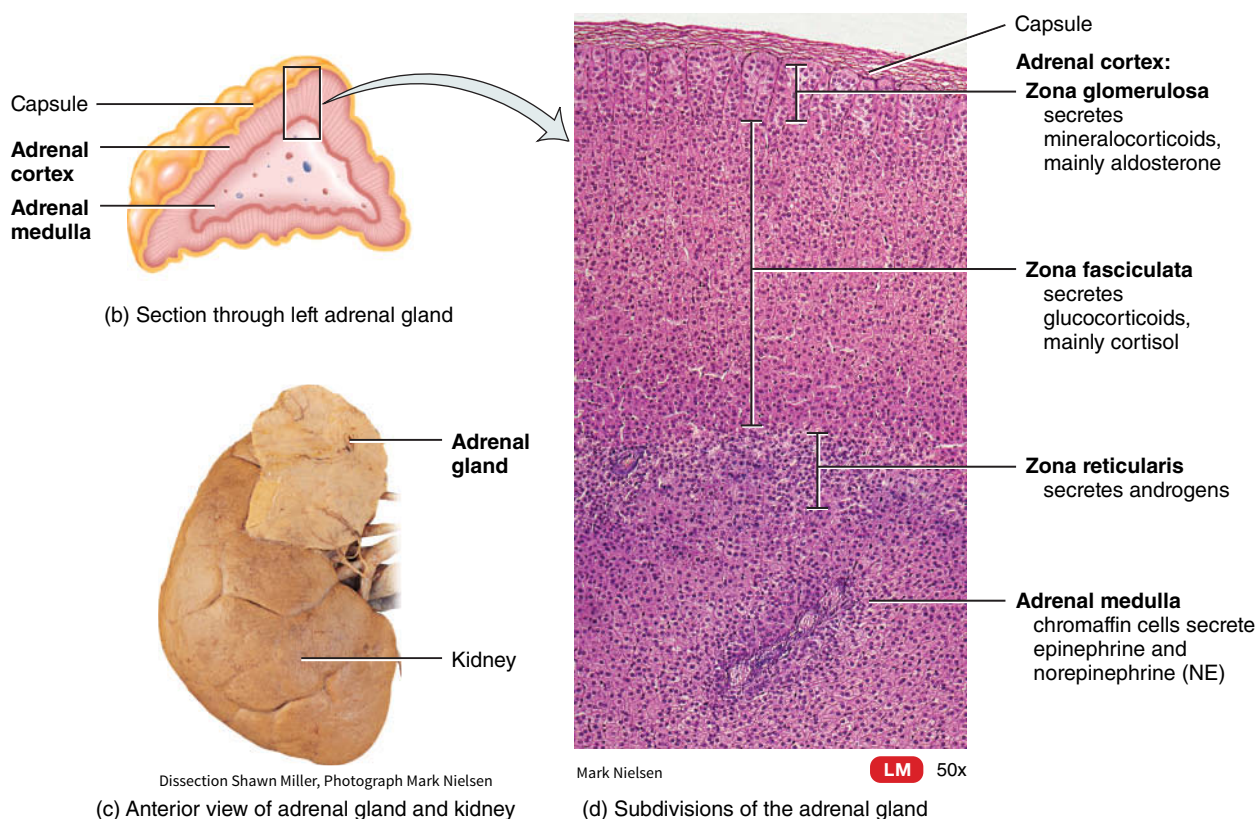 Capsule
Adrenal
cortex
Adrenal
medulla
(b) Section through left adrenal gland
Adrenal
gland
Kidney
Dissection Shawn Miller, Photograph Mark Nielsen
(c) Anterior view of adrenal gland and kidney
Capsule
Adrenal cortex:
Zona glomerulosa
secretes
mineralocorticoids,
mainly aldosterone
Zona fasciculata
secretes
glucocorticoids,
mainly cortisol
Zona reticularis
secretes androgens
Adrenal medulla
chromaffin cells secrete
epinephrine and
norepinephrine (NE)
Mark Nielsen
LM 50x
(d) Subdivisions of the adrenal gland